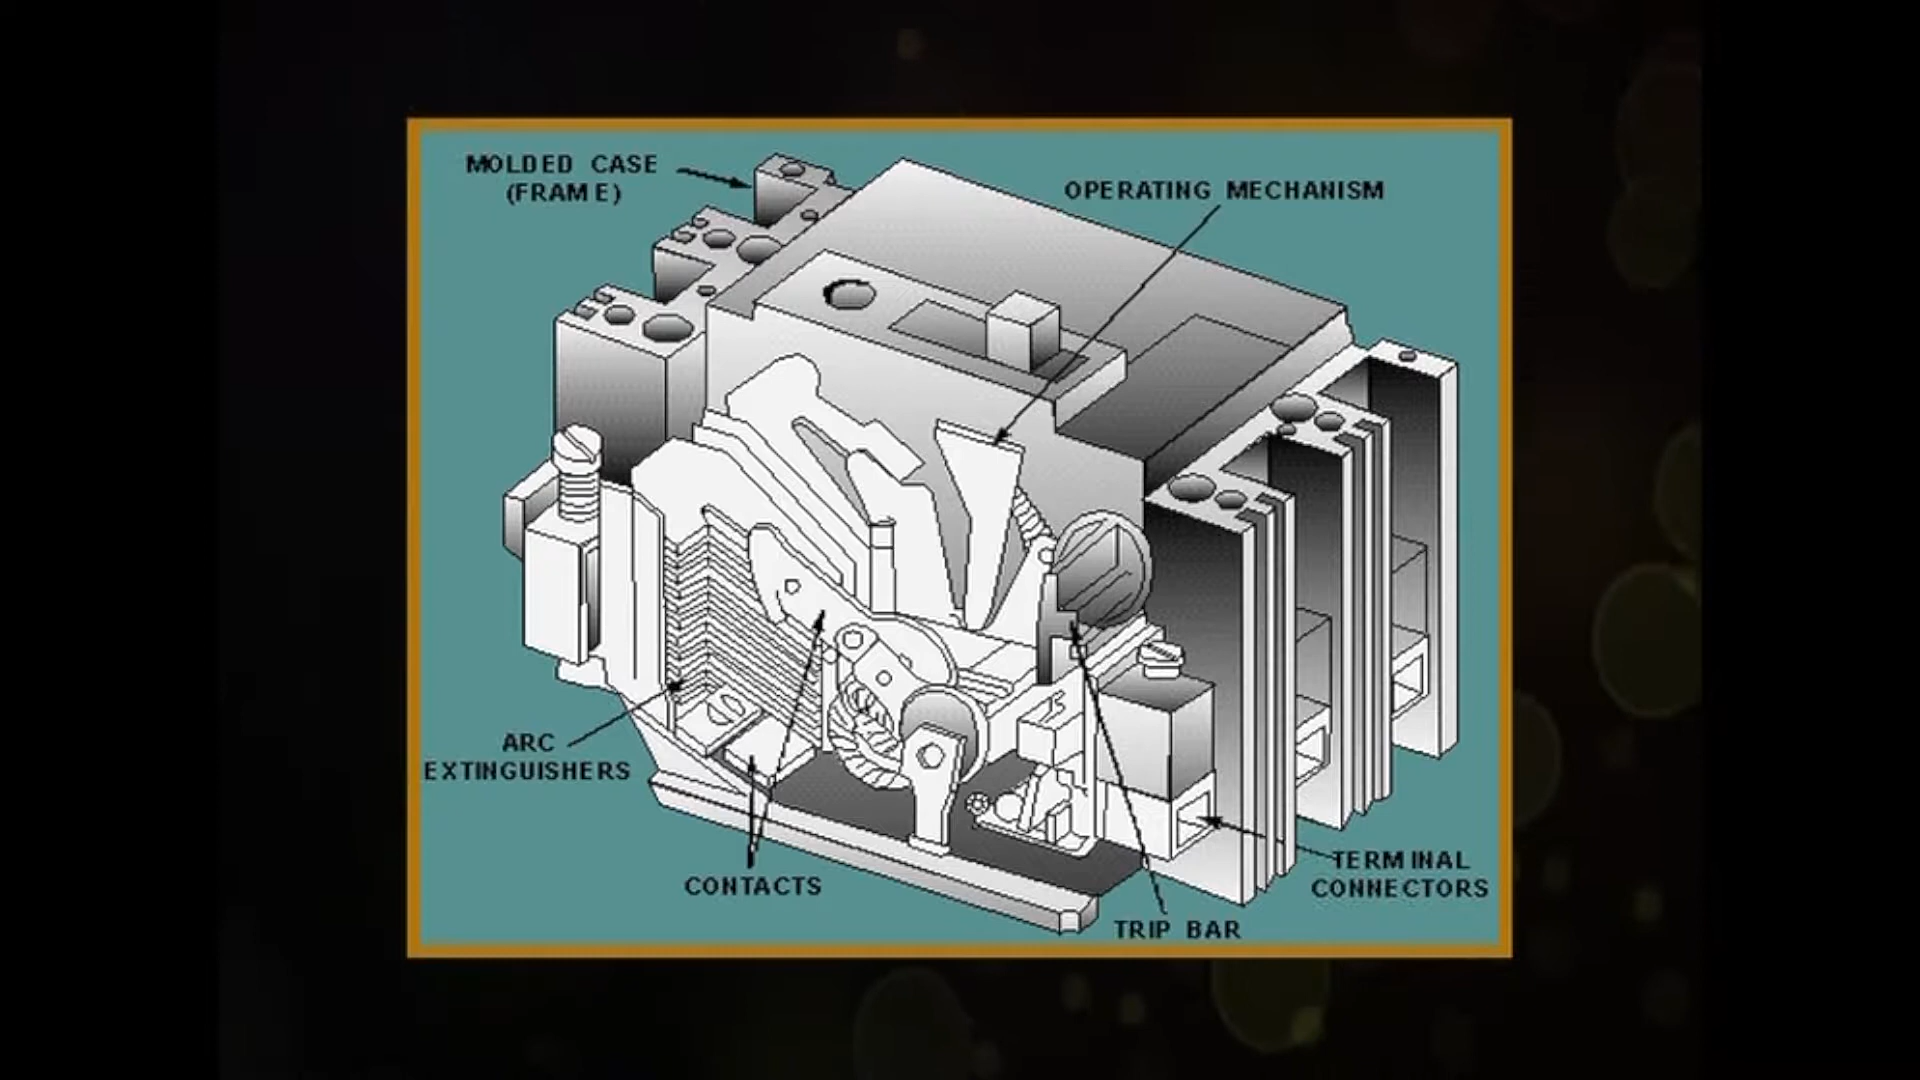 MOLDED CASE
(FRAME)
OPERATING MECHANISM
ARC
EXTINGUISHERS
CONTACTS
TERMINAL
CONNECTORS
TRIP BAR